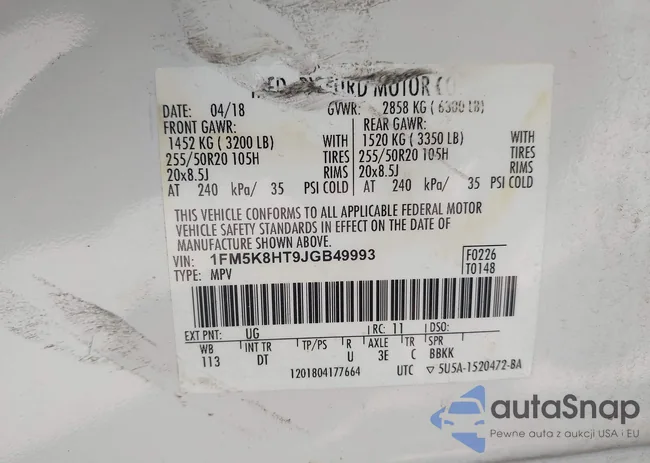 FORD MOTOR CO
DATE: 04/18 GVWR: 2858 KG ( 6300 LB)
FRONT GAWR: REAR GAWR:
1452 KG ( 3200 LB) WITH 1520 KG ( 3350 LB) WITH
255/50R20 105H TIRES 255/50R20 105H TIRES
20x8.5J RIMS 20x8.5J RIMS
AT 240 kPa/ 35 PSI COLD AT 240 kPa/ 35 PSI COLD
THIS VEHICLE CONFORMS TO ALL APPLICABLE FEDERAL MOTOR
VEHICLE SAFETY STANDARDS IN EFFECT ON THE DATE OF
MANUFACTURE SHOWN ABOVE.
VIN: 1FM5K8HT9JGB49993 F0226
TYPE: MPV T0148
EXT PNT: UG RC: 11 DSO:
WB INT TR TP/PS R AXLE TR SPR
113 DT U 3E C BBKK
1201804177664 UTC ▽ 5U5A-1520472-BA
autaSnap
Pewne auta z aukcji USA i EU